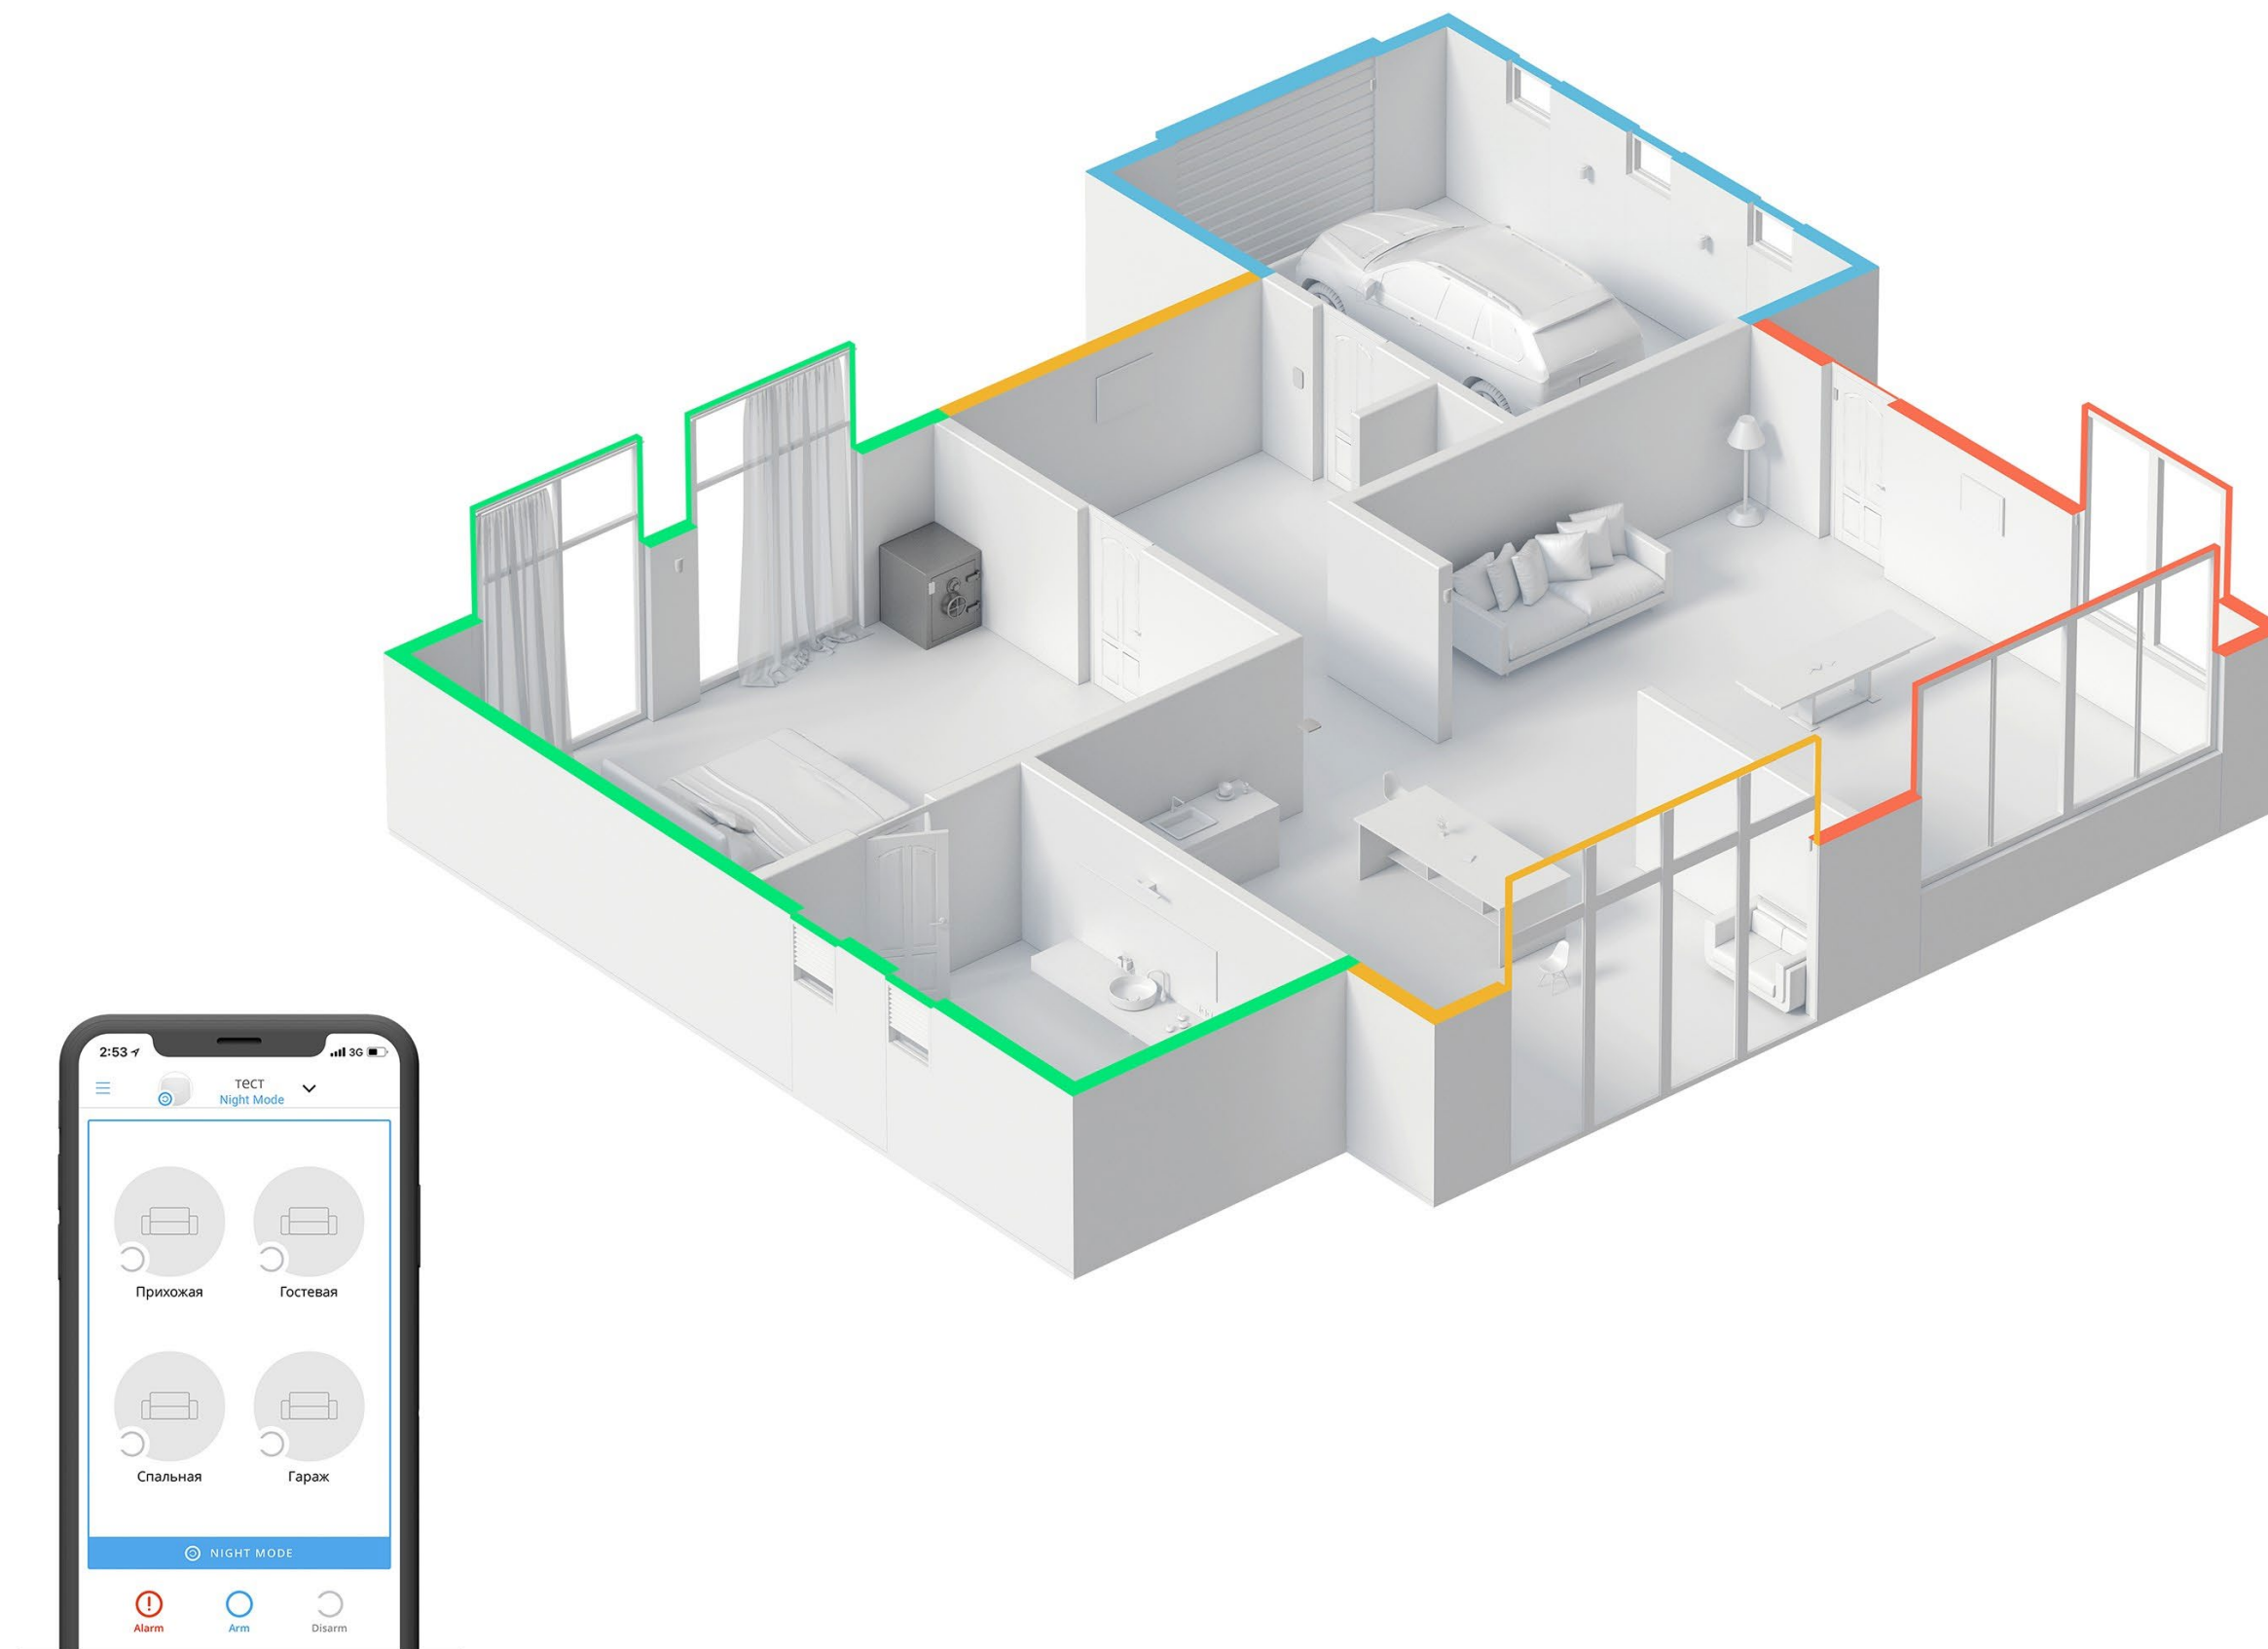 2:53
3G
ТЕСТ
Night Mode
Прихожая
Гостевая
Спальная
Гараж
NIGHT MODE
Alarm
Arm
Disarm